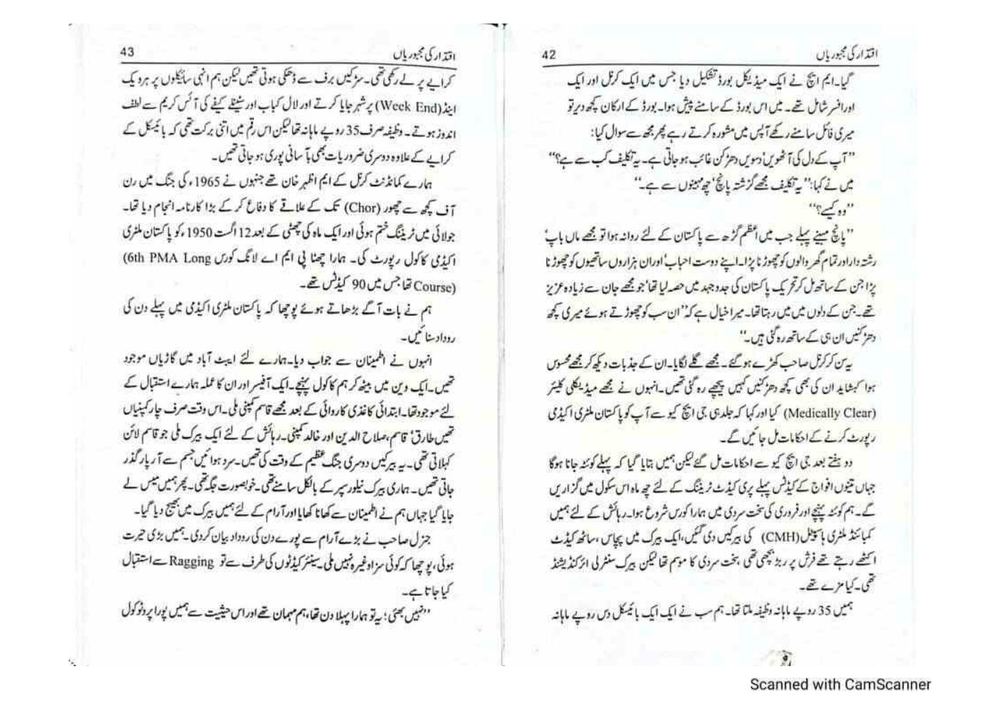 اقتدار کی مجبوریاں
42
گیا۔ ایم ایچ نے ایک میڈیکل بورڈ تشکیل دیا جس میں ایک کرنل اور ایک
اور افسر شامل تھے۔ میں اس بورڈ کے سامنے پیش ہوا۔ بورڈ کے ارکان کچھ دیر تو
میری فائل سامنے رکھے آپس میں مشورہ کرتے رہے پھر مجھ سے سوال کیا:
”آپ کے دل کی آٹھویں‘ دسویں دھڑکن غائب ہو جاتی ہے۔ یہ تکلیف کب سے ہے؟“
میں نے کہا: ”یہ تکلیف مجھے گزشتہ پانچ‘ چھ مہینوں سے ہے۔“
”وہ کیسے؟“
”پانچ مہینے پہلے جب میں اعظم گڑھ سے پاکستان کے لئے روانہ ہوا تو مجھے ماں باپ‘
رشتہ دار اور تمام گھر والوں کو چھوڑنا پڑا۔ اپنے دوست احباب‘ اور ان ہزاروں ساتھیوں کو چھوڑنا
پڑا جن کے ساتھ مل کر تحریک پاکستان کی جدوجہد میں حصہ لیا تھا‘ جو مجھے جان سے زیادہ عزیز
تھے۔ جن کے دلوں میں میں رہتا تھا۔ میرا خیال ہے کہ ”ان سب کو چھوڑتے ہوئے میری کچھ
دھڑکنیں ان ہی کے ساتھ رہ گئی ہیں۔“
یہ سن کر کرنل صاحب کھڑے ہو گئے۔ مجھے گلے لگایا۔ ان کے جذبات دیکھ کر مجھے محسوس
ہوا کہ شاید ان کی بھی کچھ دھڑکنیں کہیں پیچھے رہ گئی تھیں۔ انہوں نے مجھے میڈیکلی کلیئر
(Medically Clear) کیا اور کہا کہ جلد ہی جی ایچ کیو سے آپ کو پاکستان ملٹری اکیڈمی
رپورٹ کرنے کے احکامات مل جائیں گے۔
دو ہفتے بعد جی ایچ کیو سے احکامات مل گئے لیکن ہمیں بتایا گیا کہ پہلے کوئٹہ جانا ہوگا
جہاں تینوں افواج کے کیڈٹس پہلے پری کیڈٹ ٹریننگ کے لئے چھ ماہ اس سکول میں گزاریں
گے۔ ہم کوئٹہ پہنچے اور فروری کی سخت سردی میں ہمارا کورس شروع ہوا۔ رہائش کے لئے ہمیں
کمبائنڈ ملٹری ہاسپٹل (CMH) کی بیرکیں دی گئیں، ایک بیرک میں پچاس، ساٹھ کیڈٹ
اکٹھے رہتے تھے فرش پر ربڑ بچھی تھی، سخت سردی کا موسم تھا لیکن بیرک سنٹرلی ائر کنڈیشنڈ
تھی۔ کیا مزے تھے۔
ہمیں 35 روپے ماہانہ وظیفہ ملتا تھا۔ ہم سب نے ایک ایک بائیسکل دس روپے ماہانہ
اقتدار کی مجبوریاں
43
کرایے پر لے رکھی تھی۔ سڑکیں برف سے ڈھکی ہوتی تھیں لیکن ہم انہی سائیکلوں پر ہر ویک
اینڈ (Week End) پر شہر جایا کرتے اور لال کباب اور سٹینلے کیفے کی آئس کریم سے لطف
اندوز ہوتے۔ وظیفہ صرف 35 روپے ماہانہ تھا لیکن اس رقم میں اتنی برکت تھی کہ بائیسکل کے
کرایے کے علاوہ دوسری ضروریات بھی بآسانی پوری ہو جاتی تھیں۔
ہمارے کمانڈنٹ کرنل کے ایم اظہر خان تھے جنہوں نے 1965ء کی جنگ میں رن
آف کچھ سے چھور (Chor) تک کے علاقے کا دفاع کر کے بڑا کارنامہ انجام دیا تھا۔
جولائی میں ٹریننگ ختم ہوئی اور ایک ماہ کی چھٹی کے بعد 12 اگست 1950ء کو پاکستان ملٹری
اکیڈمی کاکول رپورٹ کی۔ ہمارا چھٹا پی ایم اے لانگ کورس (6th PMA Long
Course) تھا جس میں 90 کیڈٹس تھے۔
ہم نے بات آگے بڑھاتے ہوئے پوچھا کہ پاکستان ملٹری اکیڈمی میں پہلے دن کی
روداد سنائیں۔
انہوں نے اطمینان سے جواب دیا۔ ہمارے لئے ایبٹ آباد میں گاڑیاں موجود
تھیں۔ ایک وین میں بیٹھ کر ہم کاکول پہنچے۔ ایک آفیسر اور ان کا عملہ ہمارے استقبال کے
لئے موجود تھا۔ ابتدائی کاغذی کاروائی کے بعد مجھے قاسم کمپنی ملی۔ اس وقت صرف چار کمپنیاں
تھیں طارق‘ قاسم، صلاح الدین اور خالد کمپنی۔ رہائش کے لئے ایک بیرک ملی جو قاسم لائن
کہلاتی تھی۔ یہ بیرکیں دوسری جنگ عظیم کے وقت کی تھیں۔ سرد ہوائیں جسم سے آر پار گذر
جاتی تھیں۔ ہماری بیرک نیلور سپر کے بالکل سامنے تھی۔ خوبصورت جگہ تھی۔ پھر ہمیں میس لے
جایا گیا جہاں ہم نے اطمینان سے کھانا کھایا اور آرام کے لئے ہمیں بیرک میں بھیج دیا گیا۔
جنرل صاحب نے بڑے آرام سے پورے دن کی روداد بیان کر دی۔ ہمیں بڑی حیرت
ہوئی، پوچھا کہ کوئی سزا وغیرہ نہیں ملی۔ سینئر کیڈٹوں کی طرف سے تو Ragging سے استقبال
کیا جاتا ہے۔
”نہیں بھئی؛ یہ تو ہمارا پہلا دن تھا، ہم مہمان تھے اور اس حیثیت سے ہمیں پورا پروٹوکول
Scanned with CamScanner